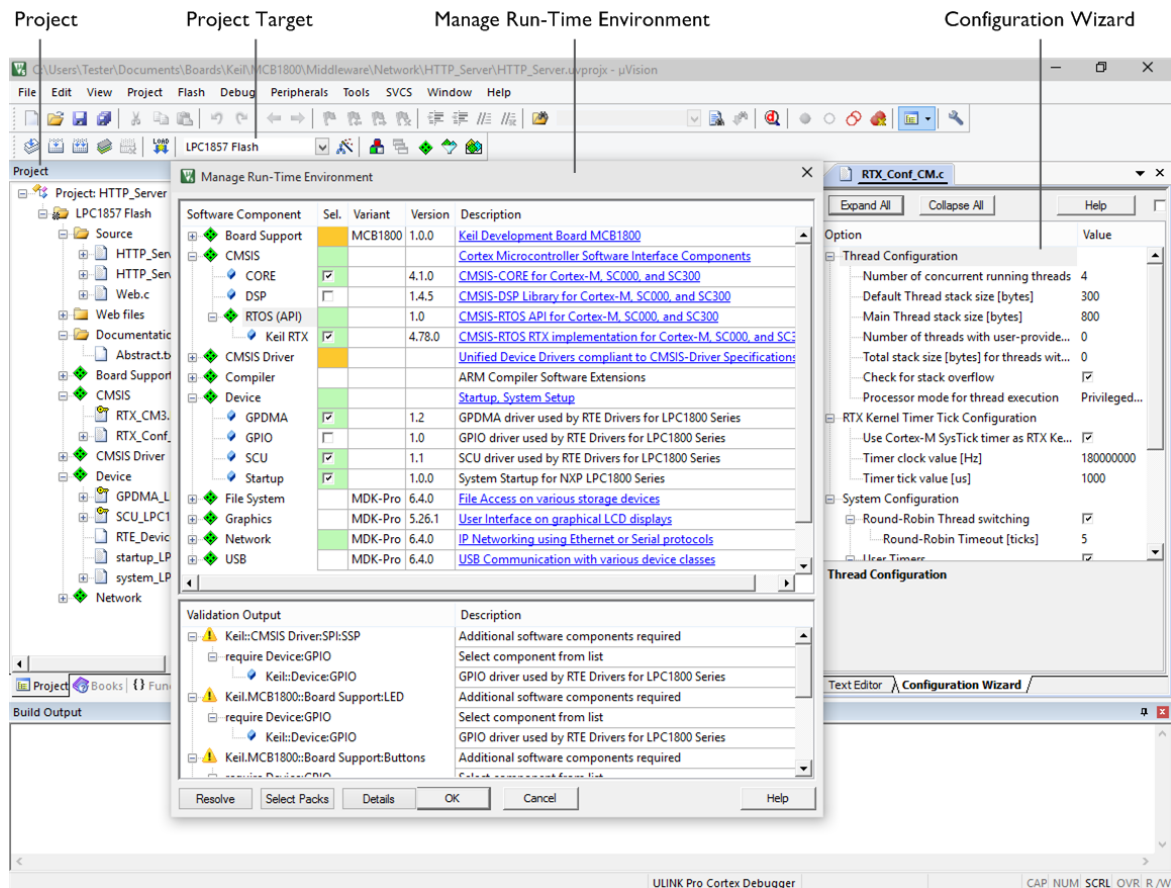 Project Project Target Manage Run-Time Environment Configuration Wizard
C:\Users\Tester\Documents\Boards\Keil\MCB1800\Middleware\Network\HTTP_Server\HTTP_Server.uvprojx - µVision
File Edit View Project Flash Debug Peripherals Tools SVCS Window Help
LOAD LPC1857 Flash
Project
Project: HTTP_Server
LPC1857 Flash
Source
HTTP_Ser
HTTP_Ser
Web.c
Web files
Documentatio
Abstract.tx
Board Support
CMSIS
RTX_CM3.
RTX_Conf_
CMSIS Driver
Device
GPDMA_L
SCU_LPC1
RTE_Devic
startup_LP
system_LP
Network
Project Books {} Fun
Manage Run-Time Environment
Software Component Sel. Variant Version Description
Board Support MCB1800 1.0.0 Keil Development Board MCB1800
CMSIS Cortex Microcontroller Software Interface Components
CORE 4.1.0 CMSIS-CORE for Cortex-M, SC000, and SC300
DSP 1.4.5 CMSIS-DSP Library for Cortex-M, SC000, and SC300
RTOS (API) 1.0 CMSIS-RTOS API for Cortex-M, SC000, and SC300
Keil RTX 4.78.0 CMSIS-RTOS RTX implementation for Cortex-M, SC000, and SC3
CMSIS Driver Unified Device Drivers compliant to CMSIS-Driver Specifications
Compiler ARM Compiler Software Extensions
Device Startup, System Setup
GPDMA 1.2 GPDMA driver used by RTE Drivers for LPC1800 Series
GPIO 1.0 GPIO driver used by RTE Drivers for LPC1800 Series
SCU 1.1 SCU driver used by RTE Drivers for LPC1800 Series
Startup 1.0.0 System Startup for NXP LPC1800 Series
File System MDK-Pro 6.4.0 File Access on various storage devices
Graphics MDK-Pro 5.26.1 User Interface on graphical LCD displays
Network MDK-Pro 6.4.0 IP Networking using Ethernet or Serial protocols
USB MDK-Pro 6.4.0 USB Communication with various device classes
Validation Output Description
Keil::CMSIS Driver:SPI:SSP Additional software components required
require Device:GPIO Select component from list
Keil::Device:GPIO GPIO driver used by RTE Drivers for LPC1800 Series
Keil.MCB1800::Board Support:LED Additional software components required
require Device:GPIO Select component from list
Keil::Device:GPIO GPIO driver used by RTE Drivers for LPC1800 Series
Keil.MCB1800::Board Support:Buttons Additional software components required
require Device:GPIO Select component from list
Resolve Select Packs Details OK Cancel Help
RTX_Conf_CM.c
Expand All Collapse All Help
Option Value
Thread Configuration
Number of concurrent running threads 4
Default Thread stack size [bytes] 300
Main Thread stack size [bytes] 800
Number of threads with user-provide... 0
Total stack size [bytes] for threads wit... 0
Check for stack overflow
Processor mode for thread execution Privileged...
RTX Kernel Timer Tick Configuration
Use Cortex-M SysTick timer as RTX Ke...
Timer clock value [Hz] 180000000
Timer tick value [us] 1000
System Configuration
Round-Robin Thread switching
Round-Robin Timeout [ticks] 5
User Timers
Thread Configuration
Text Editor Configuration Wizard
Build Output
ULINK Pro Cortex Debugger CAP NUM SCRL OVR R/W